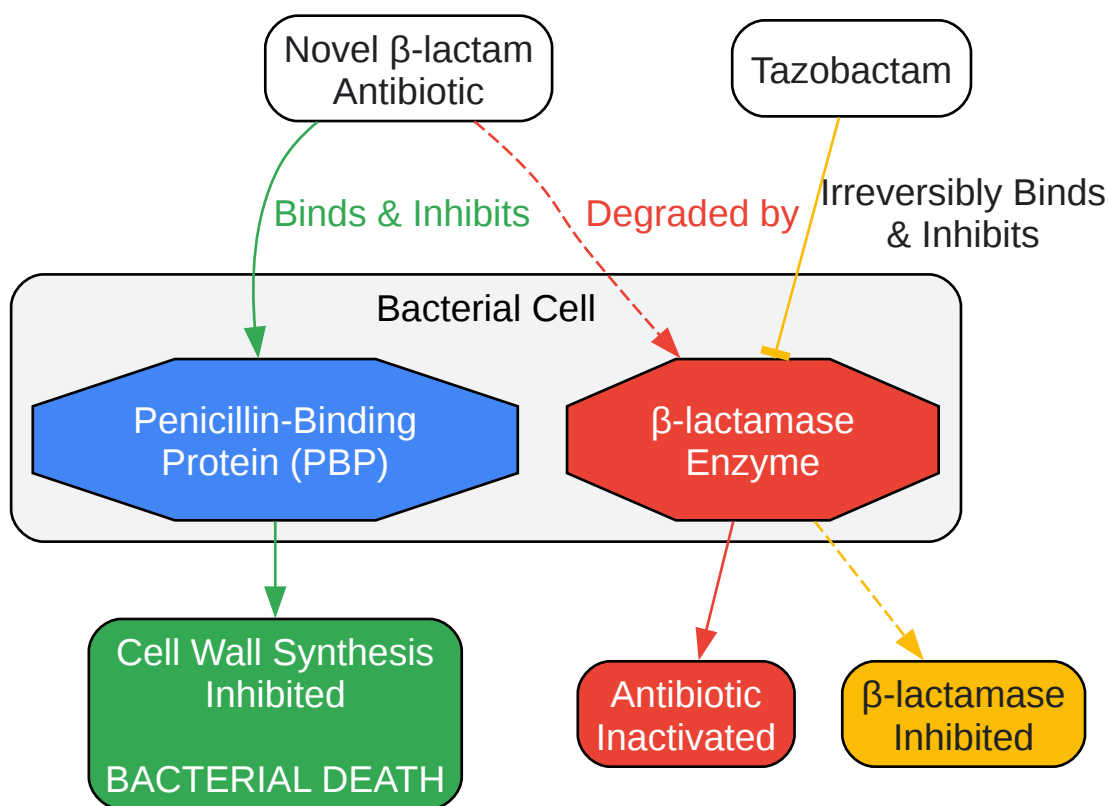 Novel β-lactam
Antibiotic
Tazobactam
Binds & Inhibits
Degraded by
Irreversibly Binds
& Inhibits
Bacterial Cell
Penicillin-Binding
Protein (PBP)
β-lactamase
Enzyme
Cell Wall Synthesis
Inhibited
BACTERIAL DEATH
Antibiotic
Inactivated
β-lactamase
Inhibited